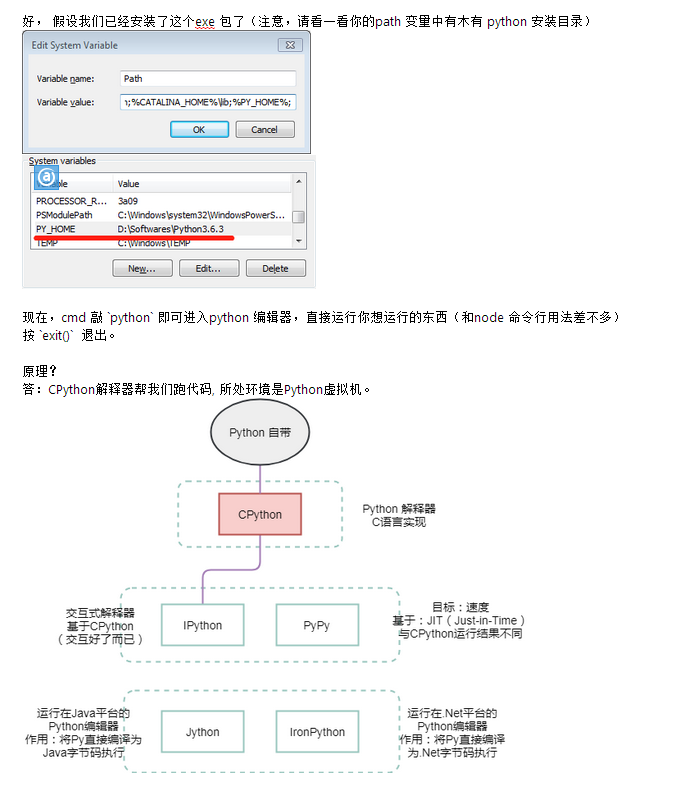 好， 假设我们已经安装了这个exe 包了（注意，请看一看你的path 变量中有木有 python 安装目录）
Edit System Variable
Variable name:
Path
Variable value:
;%CATALINA_HOME%\lib;%PY_HOME%;
OK
Cancel
System variables
Value
PROCESSOR_R...
3a09
PSModulePath
C:\Windows\system32\WindowsPowerS...
PY_HOME
D:\Softwares\Python3.6.3
TEMP
C:\Windows\TEMP
New...
Edit...
Delete
现在，cmd 敲 `python` 即可进入python 编辑器，直接运行你想运行的东西（和node 命令行用法差不多）
按 `exit()` 退出。
原理？
答：CPython解释器帮我们跑代码, 所处环境是Python虚拟机。
Python 自带
CPython
Python 解释器
C语言实现
交互式解释器
基于CPython
（交互好了而已）
IPython
PyPy
目标：速度
基于：JIT（Just-in-Time）
与CPython运行结果不同
运行在Java平台的
Python编辑器
作用：将Py直接编译为
Java字节码执行
Jython
IronPython
运行在.Net平台的
Python编辑器
作用：将Py直接编译
为.Net字节码执行